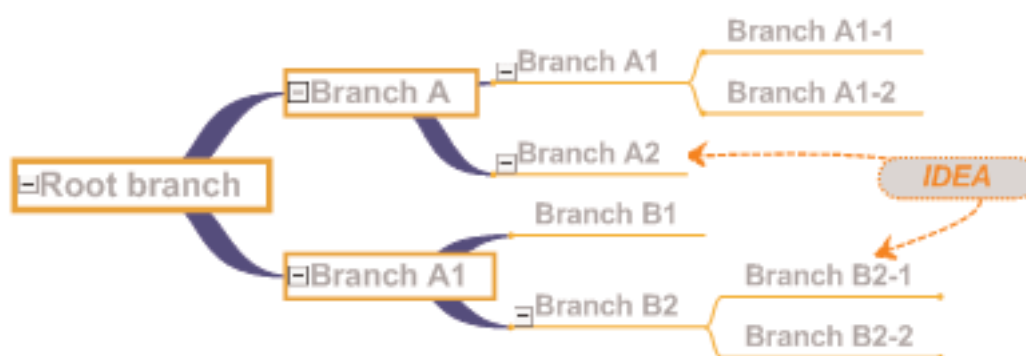 Branch A1-1
Branch A1
Branch A
Branch A1-2
Branch A2
IDEA
Root branch
Branch B1
Branch A1
Branch B2-1
Branch B2
Branch B2-2